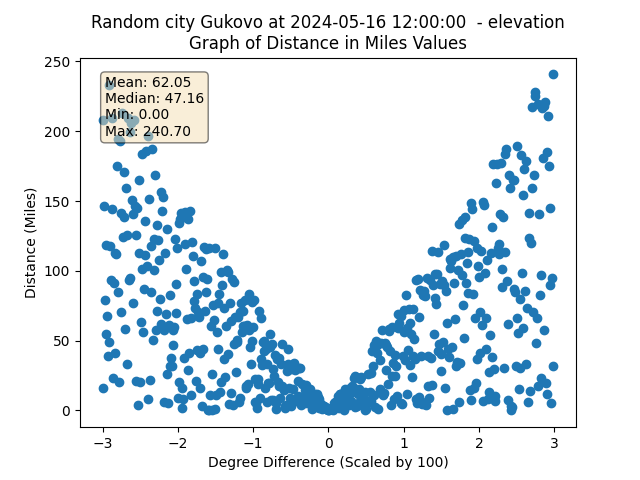 Random city Gukovo at 2024-05-16 12:00:00  - elevation
Graph of Distance in Miles Values
Mean: 62.05
Median: 47.16
Min: 0.00
Max: 240.70
250
200
150
100
50
0
Distance (Miles)
−3 −2 −1 0 1 2 3
Degree Difference (Scaled by 100)